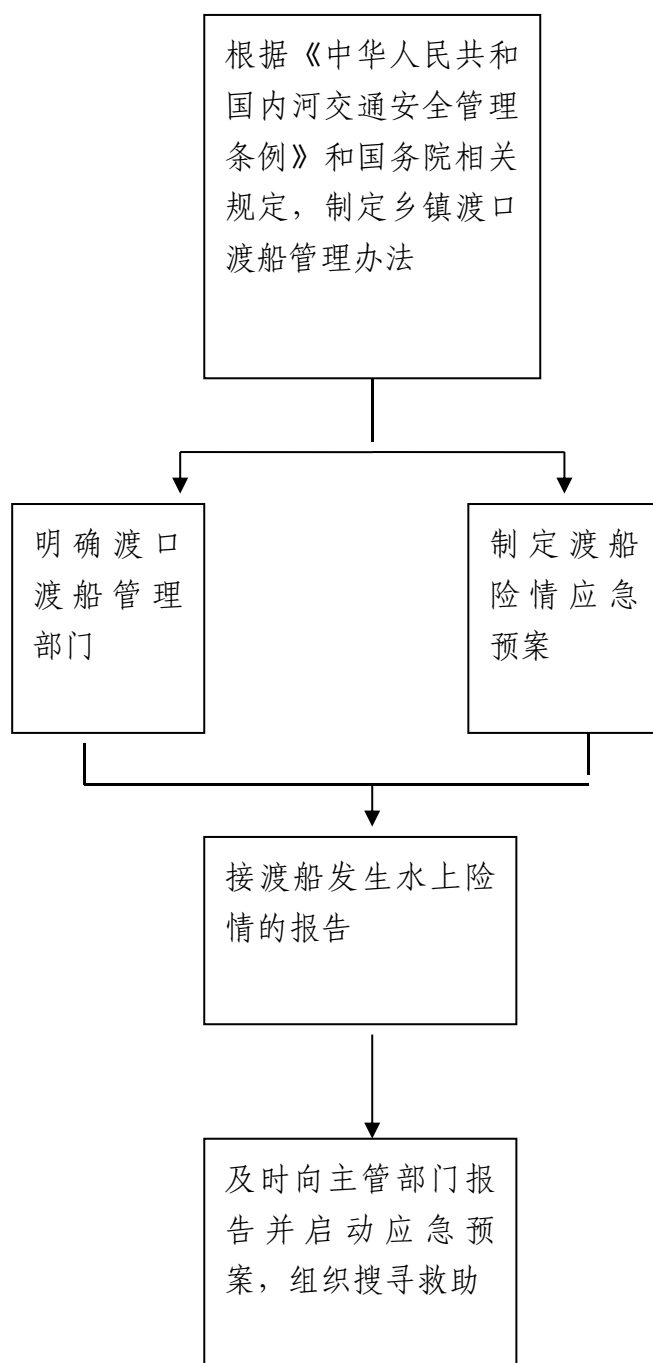 根据《中华人民共和
国内河交通安全管理
条例》和国务院相关
规定，制定乡镇渡口
渡船管理办法
明确渡口
渡船管理
部门
制定渡船
险情应急
预案
接渡船发生水上险
情的报告
及时向主管部门报
告并启动应急预
案，组织搜寻救助